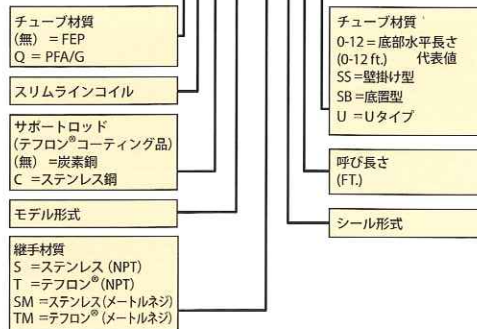 チューブ材質
(無) = FEP
Q = PFA/G
スリムラインコイル
サポートロッド
(テフロン®コーティング品)
(無) =炭素鋼
C =ステンレス鋼
モデル形式
継手材質
S =ステンレス (NPT)
T =テフロン®(NPT)
SM =ステンレス(メートルネジ)
TM =テフロン® (メートルネジ)
チューブ材質
0-12 = 底部水平長さ
(0-12 ft.) 代表値
SS =壁掛け型
SB =底置型
U =Uタイプ
呼び長さ
(FT.)
シール形式